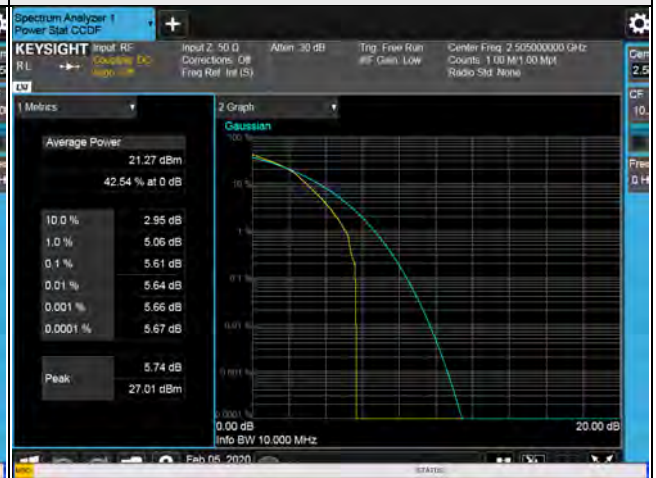 Spectrum Analyzer 1
Power Stat CCDF
+
KEYSIGHT Input: RF
Coupling: DC
Input Z: 50 Ω
Corrections: Off
Freq Ref: Int (S)
Atten: 30 dB
Trig: Free Run
#IF Gain: Low
Center Freq: 2.505000000 GHz
Counts: 1.00 M/1.00 Mpt
Radio Std: None
1 Metrics
Average Power
21.27 dBm
42.54 % at 0 dB
10.0 % 2.95 dB
1.0 % 5.06 dB
0.1 % 5.61 dB
0.01 % 5.64 dB
0.001 % 5.66 dB
0.0001 % 5.67 dB
Peak
5.74 dB
27.01 dBm
2 Graph
Gaussian
100 %
10 %
1 %
0.1 %
0.01 %
0.001 %
0.0001 %
0.00 dB
20.00 dB
Info BW 10.000 MHz
Feb 05, 2020
MSG
STATUS
CF
10.